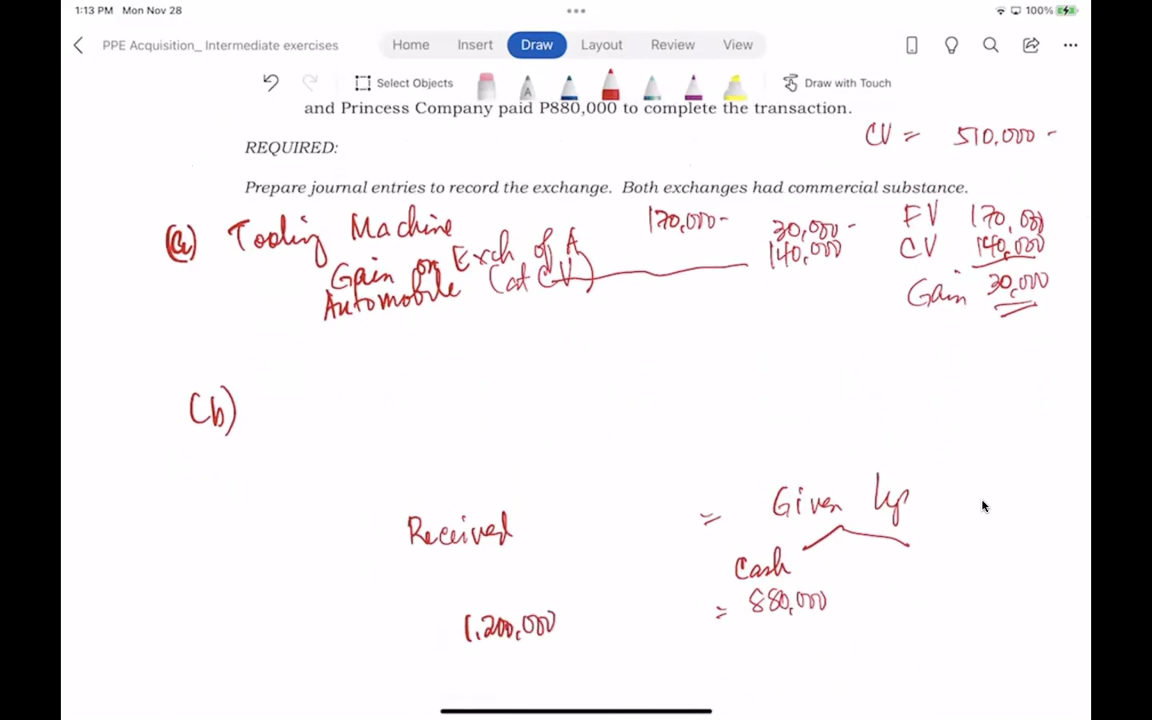 1:13 PM Mon Nov 28
100%
PPE Acquisition_ Intermediate exercises
Home Insert Draw Layout Review View
Select Objects
A
Draw with Touch
and Princess Company paid P880,000 to complete the transaction.
CV = 510,000 -
REQUIRED:
Prepare journal entries to record the exchange. Both exchanges had commercial substance.
(a) Tooling Machine 170,000-
Gain on Exch of A 30,000 -
Automobile (at CV) 140,000
FV 170,000
CV 140,000
Gain 30,000
(b)
Received = Given Up
Cash
1,200,000 = 880,000